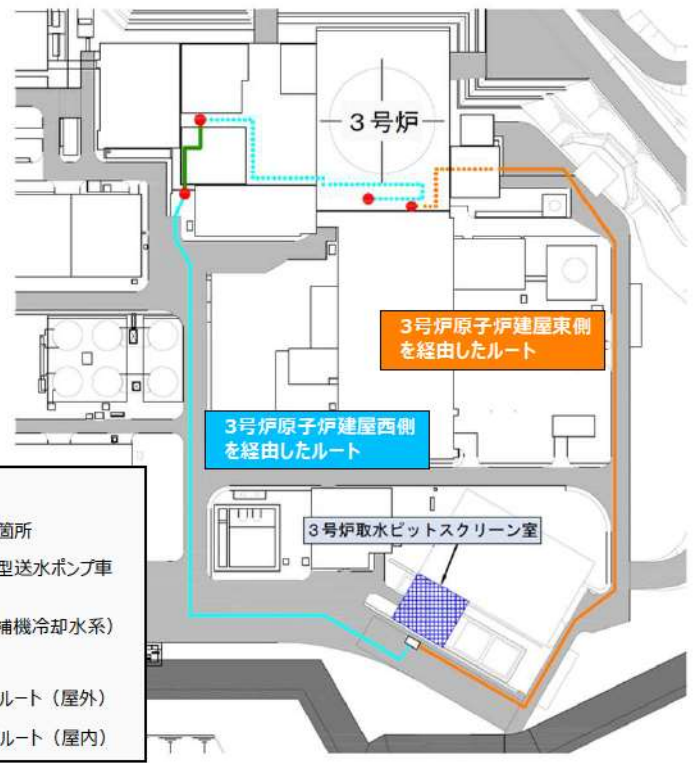 3号炉
3号炉原子炉建屋東側
を経由したルート
3号炉原子炉建屋西側
を経由したルート
3号炉取水ピットスクリーン室
箇所
型送水ポンプ車
補機冷却水系）
ルート（屋外）
ルート（屋内）